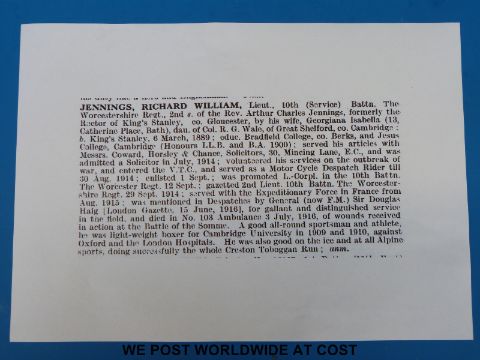 JENNINGS, RICHARD WILLIAM, Lieut., 10th (Service) Battn. The
Worcestershire Regt., 2nd s. of the Rev. Arthur Charles Jennings, formerly the
Rector of King's Stanley, co. Gloucester, by his wife, Georgiana Isabella (13,
Catherine Place, Bath), dau. of Col. R. G. Wale, of Great Shelford, co. Cambridge :
b. King's Stanley, 6 March, 1889 ; educ. Bradfield College, co. Berks, and Jesus
College, Cambridge (Honours LL.B. and B.A. 1900) ; served his articles with
Messrs. Coward, Horsley & Chance, Solicitors, 30, Mincing Lane, E.C., and was
admitted a Solicitor in July, 1914 ; volunteered his services on the outbreak of
war, and entered the V.T.C., and served as a Motor Cycle Despatch Rider till
30 Aug. 1914 ; enlisted 1 Sept. ; was promoted L.-Corpl. in the 10th Battn.
The Worcester Regt. 12 Sept. ; gazetted 2nd Lieut. 10th Battn. The Worcester-
shire Regt. 29 Sept. 1914 ; served with the Expeditionary Force in France from
Aug. 1915 ; was mentioned in Despatches by General (now F.M.) Sir Douglas
Haig [London Gazette, 15 June, 1916], for gallant and distinguished service
in the field, and died in No. 103 Ambulance 3 July, 1916, of wounds received
in action at the Battle of the Somme. A good all-round sportsman and athlete,
he was light-weight boxer for Cambridge University in 1909 and 1910, against
Oxford and the London Hospitals. He was also good on the ice and at all Alpine
sports, doing successfully the whole Creston Toboggan Run ; unm.
WE POST WORLDWIDE AT COST